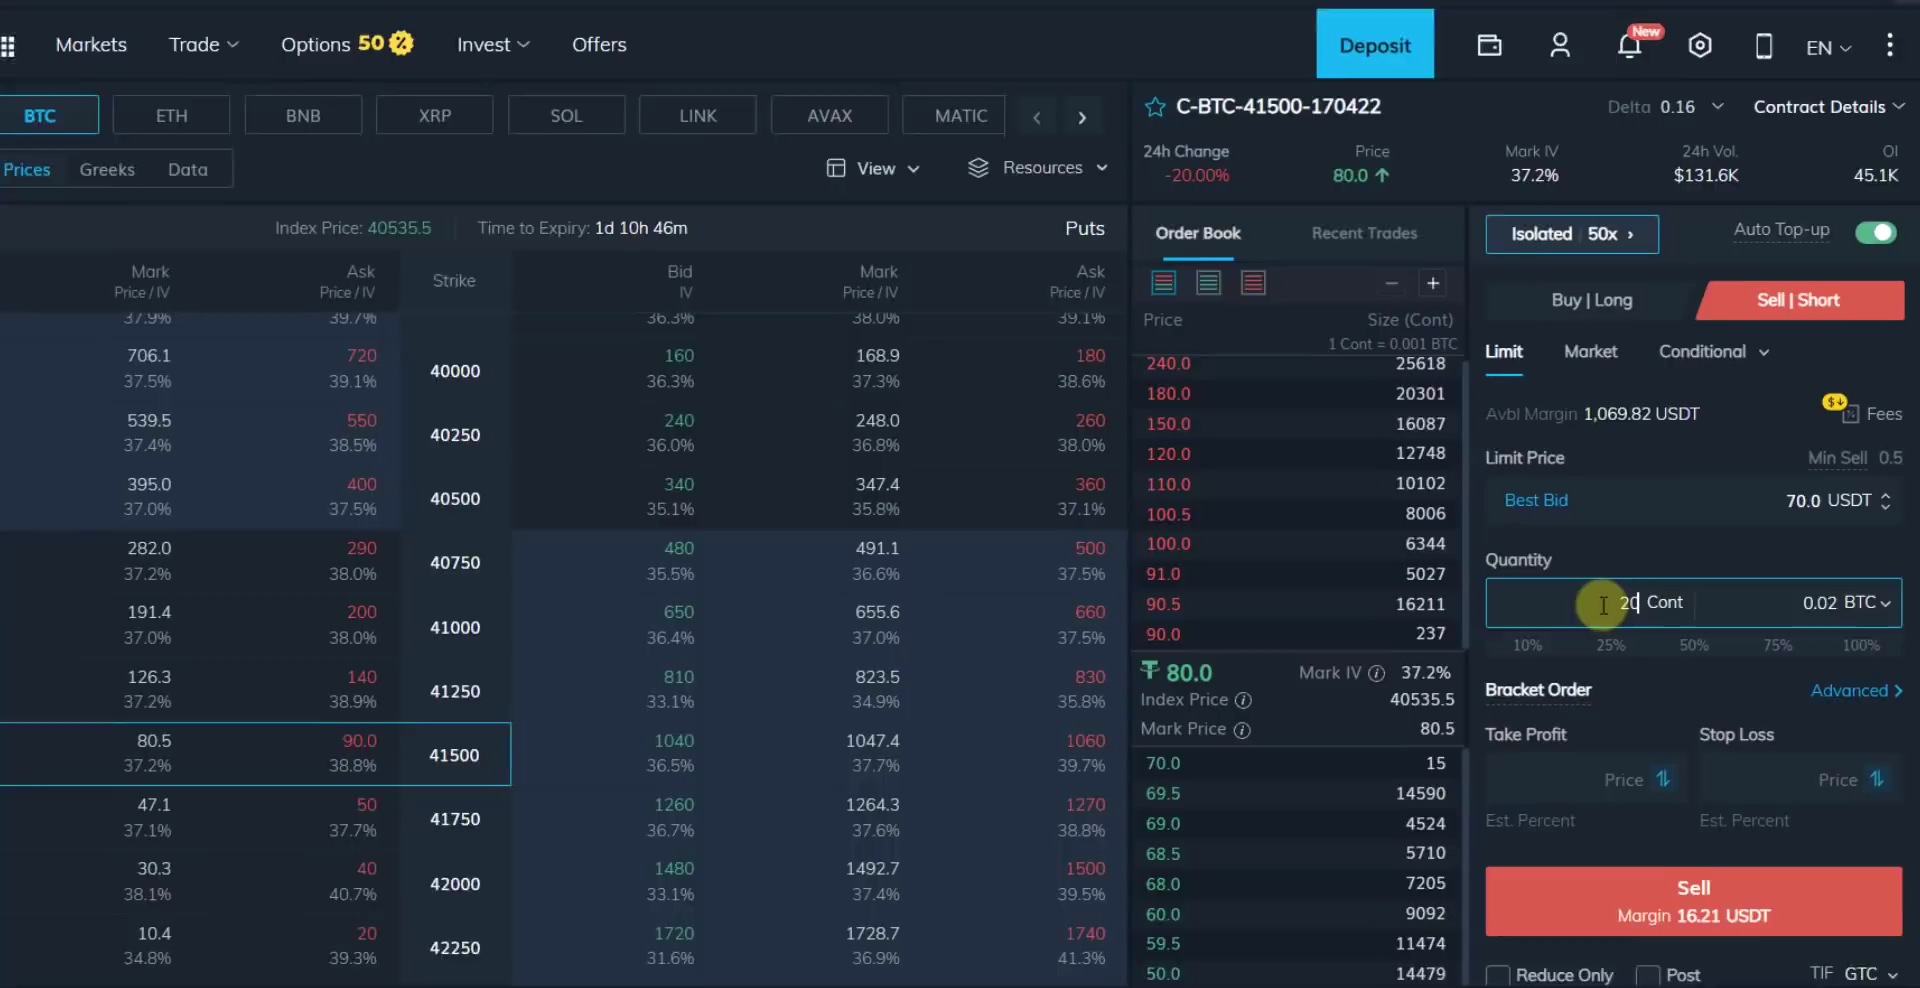 Markets Trade Options 50 Invest Offers Deposit New EN
BTC ETH BNB XRP SOL LINK AVAX MATIC
Prices Greeks Data View Resources
Index Price: 40535.5 Time to Expiry: 1d 10h 46m Puts
Mark Ask Strike Bid Mark Ask
Price / IV Price / IV IV Price / IV Price / IV
37.9% 39.7% 36.3% 38.0% 39.1%
706.1 720 40000 160 168.9 180
37.5% 39.1% 36.3% 37.3% 38.6%
539.5 550 40250 240 248.0 260
37.4% 38.5% 36.0% 36.8% 38.0%
395.0 400 40500 340 347.4 360
37.0% 37.5% 35.1% 35.8% 37.1%
282.0 290 40750 480 491.1 500
37.2% 38.0% 35.5% 36.6% 37.5%
191.4 200 41000 650 655.6 660
37.0% 38.0% 36.4% 37.0% 37.5%
126.3 140 41250 810 823.5 830
37.2% 38.9% 33.1% 34.9% 35.8%
80.5 90.0 41500 1040 1047.4 1060
37.2% 38.8% 36.5% 37.7% 39.7%
47.1 50 41750 1260 1264.3 1270
37.1% 37.7% 36.7% 37.6% 38.8%
30.3 40 42000 1480 1492.7 1500
38.1% 40.7% 33.1% 37.4% 39.5%
10.4 20 42250 1720 1728.7 1740
34.8% 39.3% 31.6% 36.9% 41.3%
C-BTC-41500-170422 Delta 0.16 Contract Details
24h Change Price Mark IV 24h Vol. OI
-20.00% 80.0 37.2% $131.6K 45.1K
Order Book Recent Trades
Price Size (Cont)
1 Cont = 0.001 BTC
240.0 25618
180.0 20301
150.0 16087
120.0 12748
110.0 10102
100.5 8006
100.0 6344
91.0 5027
90.5 16211
90.0 237
80.0 Mark IV 37.2%
Index Price 40535.5
Mark Price 80.5
70.0 15
69.5 14590
69.0 4524
68.5 5710
68.0 7205
60.0 9092
59.5 11474
50.0 14479
Isolated 50x Auto Top-up
Buy | Long Sell | Short
Limit Market Conditional
Avbl Margin 1,069.82 USDT Fees
Limit Price Min Sell 0.5
Best Bid 70.0 USDT
Quantity
20 Cont 0.02 BTC
10% 25% 50% 75% 100%
Bracket Order Advanced
Take Profit Stop Loss
Price Price
Est. Percent Est. Percent
Sell
Margin 16.21 USDT
Reduce Only Post TIF GTC